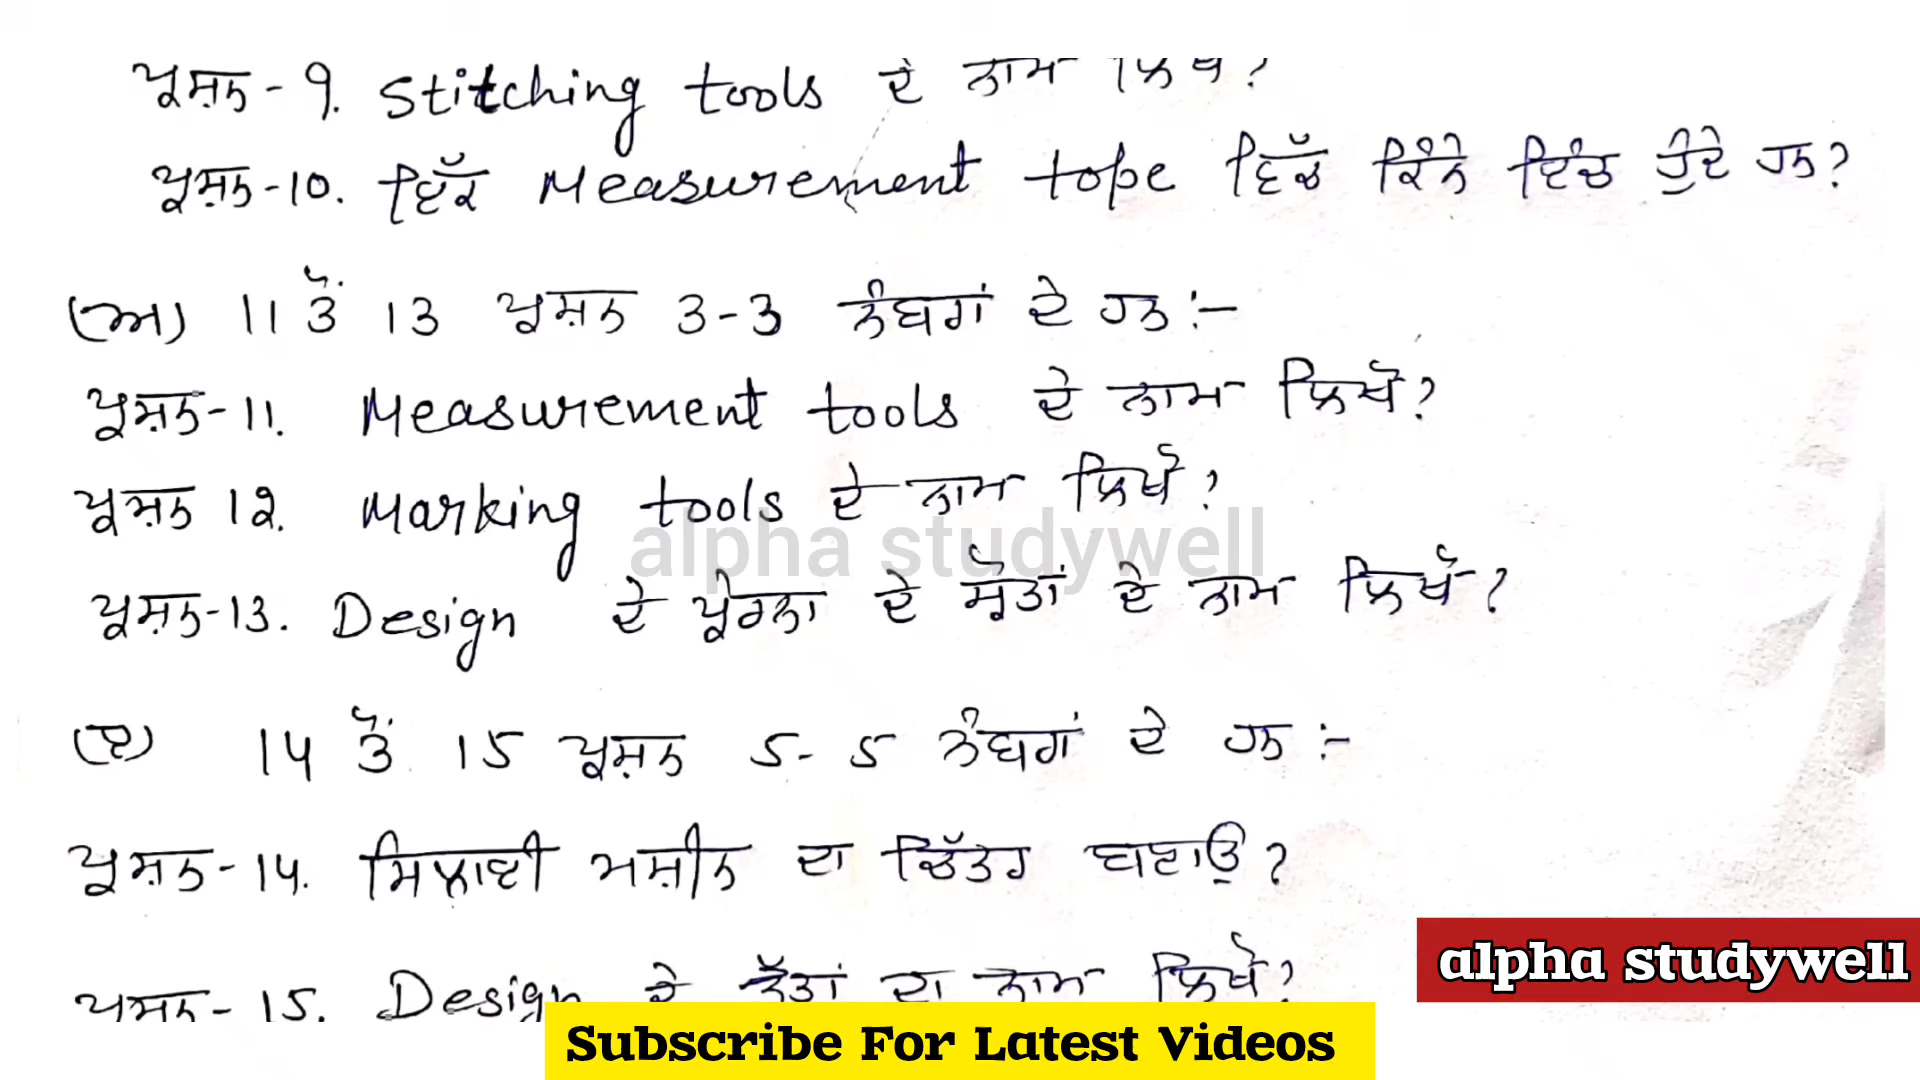 ਪ੍ਰਸ਼ਨ - 9. Stitching tools ਦੇ ਨਾਮ ਲਿਖੋ?
ਪ੍ਰਸ਼ਨ-10. ਇੱਕ Measurement tape ਵਿੱਚ ਕਿੰਨੇ ਇੰਚ ਹੁੰਦੇ ਹਨ?
(ਅ) 11 ਤੋਂ 13 ਪ੍ਰਸ਼ਨ 3-3 ਨੰਬਰਾਂ ਦੇ ਹਨ :-
ਪ੍ਰਸ਼ਨ-11. Measurement tools ਦੇ ਨਾਮ ਲਿਖੋ?
ਪ੍ਰਸ਼ਨ 12. Marking tools ਦੇ ਨਾਮ ਲਿਖੋ?
alpha studywell
ਪ੍ਰਸ਼ਨ-13. Design ਦੇ ਪ੍ਰੇਰਨਾ ਦੇ ਸ੍ਰੋਤਾਂ ਦੇ ਨਾਮ ਲਿਖੋ?
(ੲ) 14 ਤੋਂ 15 ਪ੍ਰਸ਼ਨ 5-5 ਨੰਬਰਾਂ ਦੇ ਹਨ :-
ਪ੍ਰਸ਼ਨ-14. ਸਿਲਾਈ ਮਸ਼ੀਨ ਦਾ ਚਿੱਤਰ ਬਣਾਉ?
alpha studywell
ਪ੍ਰਸ਼ਨ-15. Design ਦੇ ਤੱਤਾਂ ਦਾ ਨਾਮ ਲਿਖੋ?
Subscribe For Latest Videos